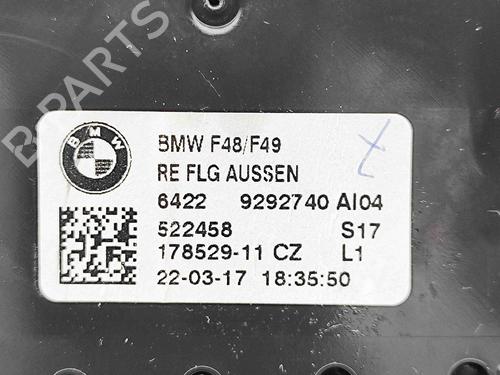 B-PARTS
BMW
BMW F48/F49
RE FLG AUSSEN
6422 9292740 AI04
522458 S17
178529-11 CZ L1
22-03-17 18:35:50